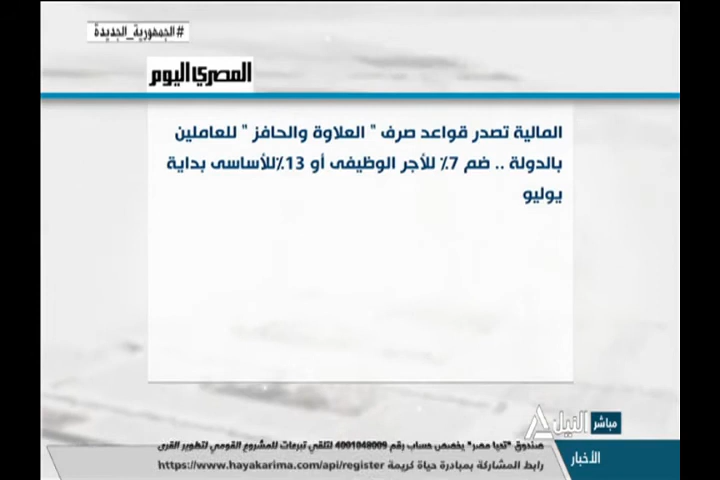 #الجمهورية_الجديدة
المصري اليوم
المالية تصدر قواعد صرف " العلاوة والحافز " للعاملين
بالدولة .. ضم 7٪ للأجر الوظيفى أو 13٪للأساسى بداية
يوليو
مباشر النيل
صندوق "تحيا مصر" يخصص حساب رقم 4001049009 لتلقي تبرعات للمشروع القومي لتطوير القرى
الأخبار
رابط المشاركة بمبادرة حياة كريمة https://www.hayakarima.com/api/register